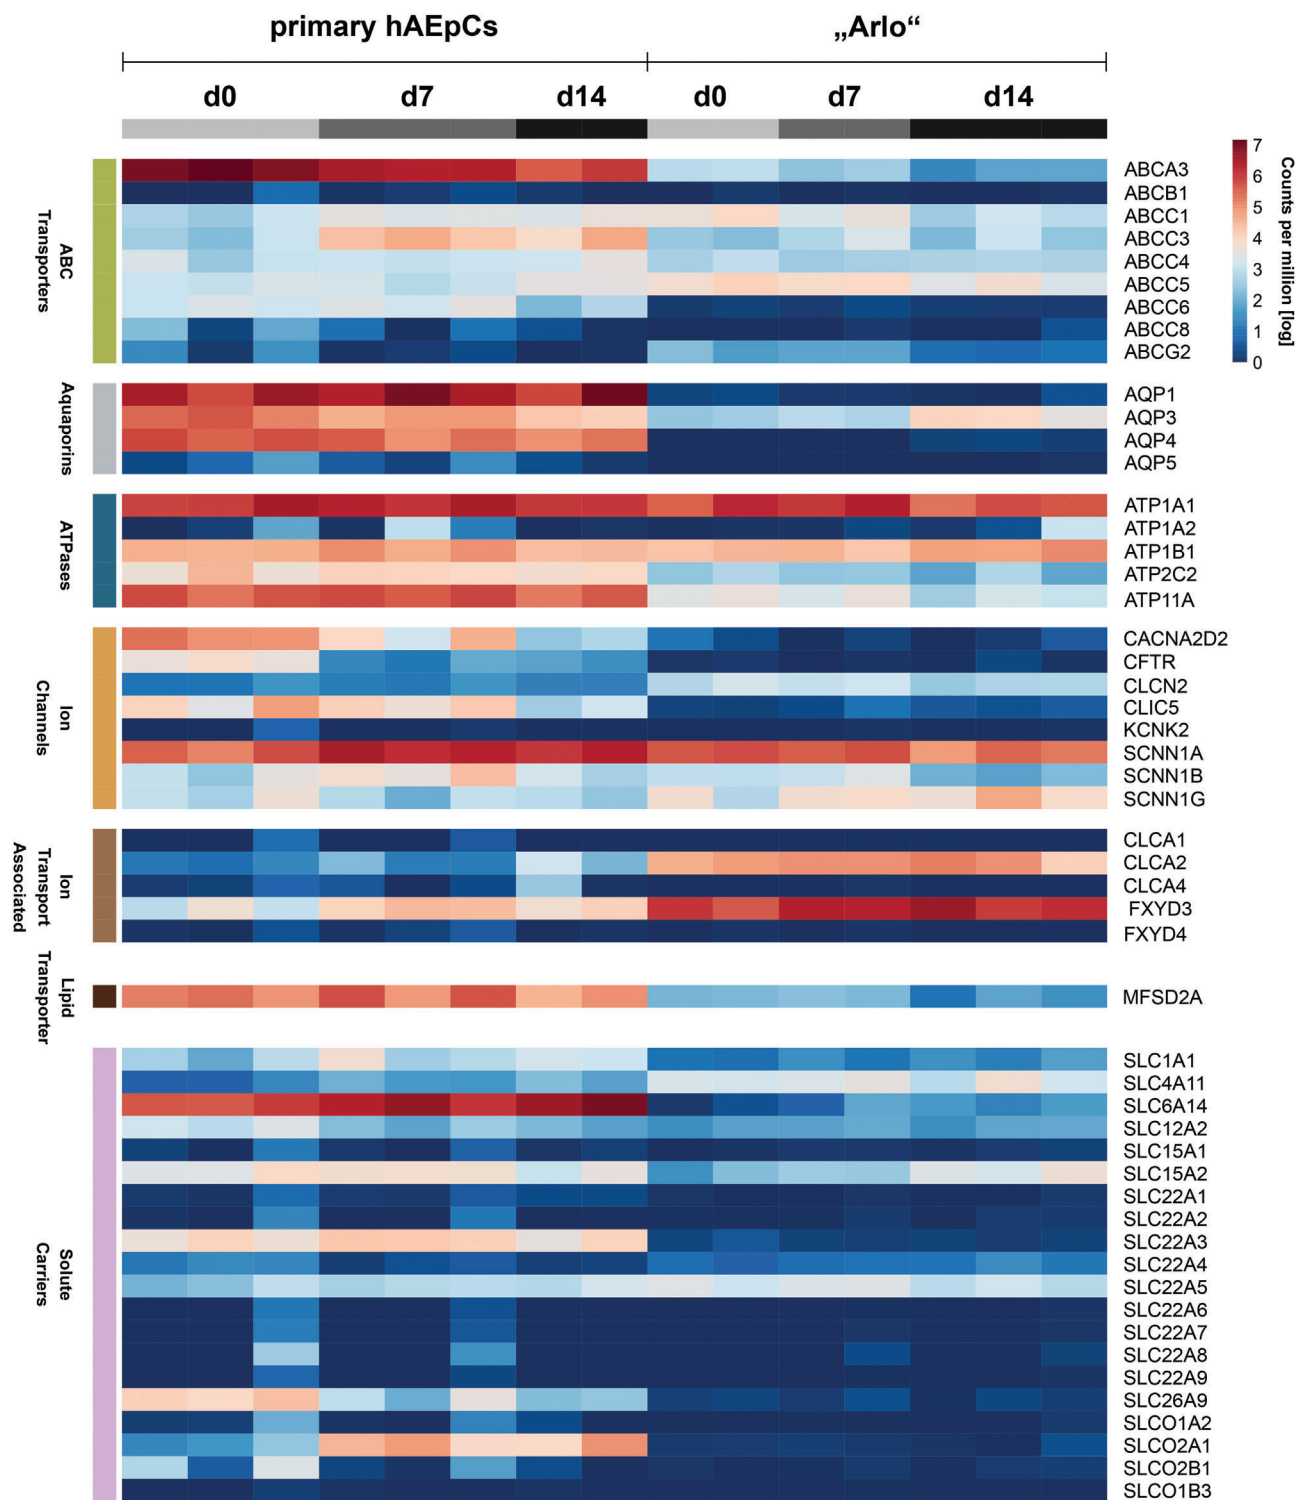 primary hAEpCs
„Arlo“
d0 d7 d14 d0 d7 d14
ABC
Transporters
ABCA3
ABCB1
ABCC1
ABCC3
ABCC4
ABCC5
ABCC6
ABCC8
ABCG2
7
6
5
4
3
2
1
0
Counts per million [log]
Aquaporins
AQP1
AQP3
AQP4
AQP5
ATPases
ATP1A1
ATP1A2
ATP1B1
ATP2C2
ATP11A
Ion
Channels
CACNA2D2
CFTR
CLCN2
CLIC5
KCNK2
SCNN1A
SCNN1B
SCNN1G
Ion
Transport
Associated
CLCA1
CLCA2
CLCA4
FXYD3
FXYD4
Lipid
Transporter
MFSD2A
Solute
Carriers
SLC1A1
SLC4A11
SLC6A14
SLC12A2
SLC15A1
SLC15A2
SLC22A1
SLC22A2
SLC22A3
SLC22A4
SLC22A5
SLC22A6
SLC22A7
SLC22A8
SLC22A9
SLC26A9
SLCO1A2
SLCO2A1
SLCO2B1
SLCO1B3